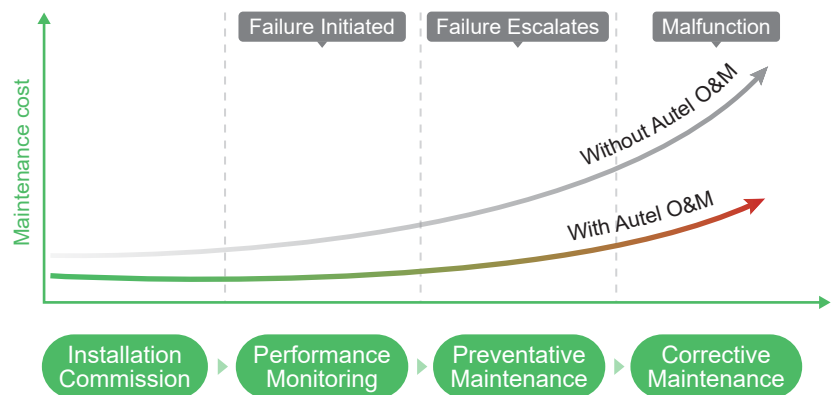 Failure Initiated
Failure Escalates
Malfunction
Maintenance cost
Without Autel O&M
With Autel O&M
Installation
Commission
Performance
Monitoring
Preventative
Maintenance
Corrective
Maintenance